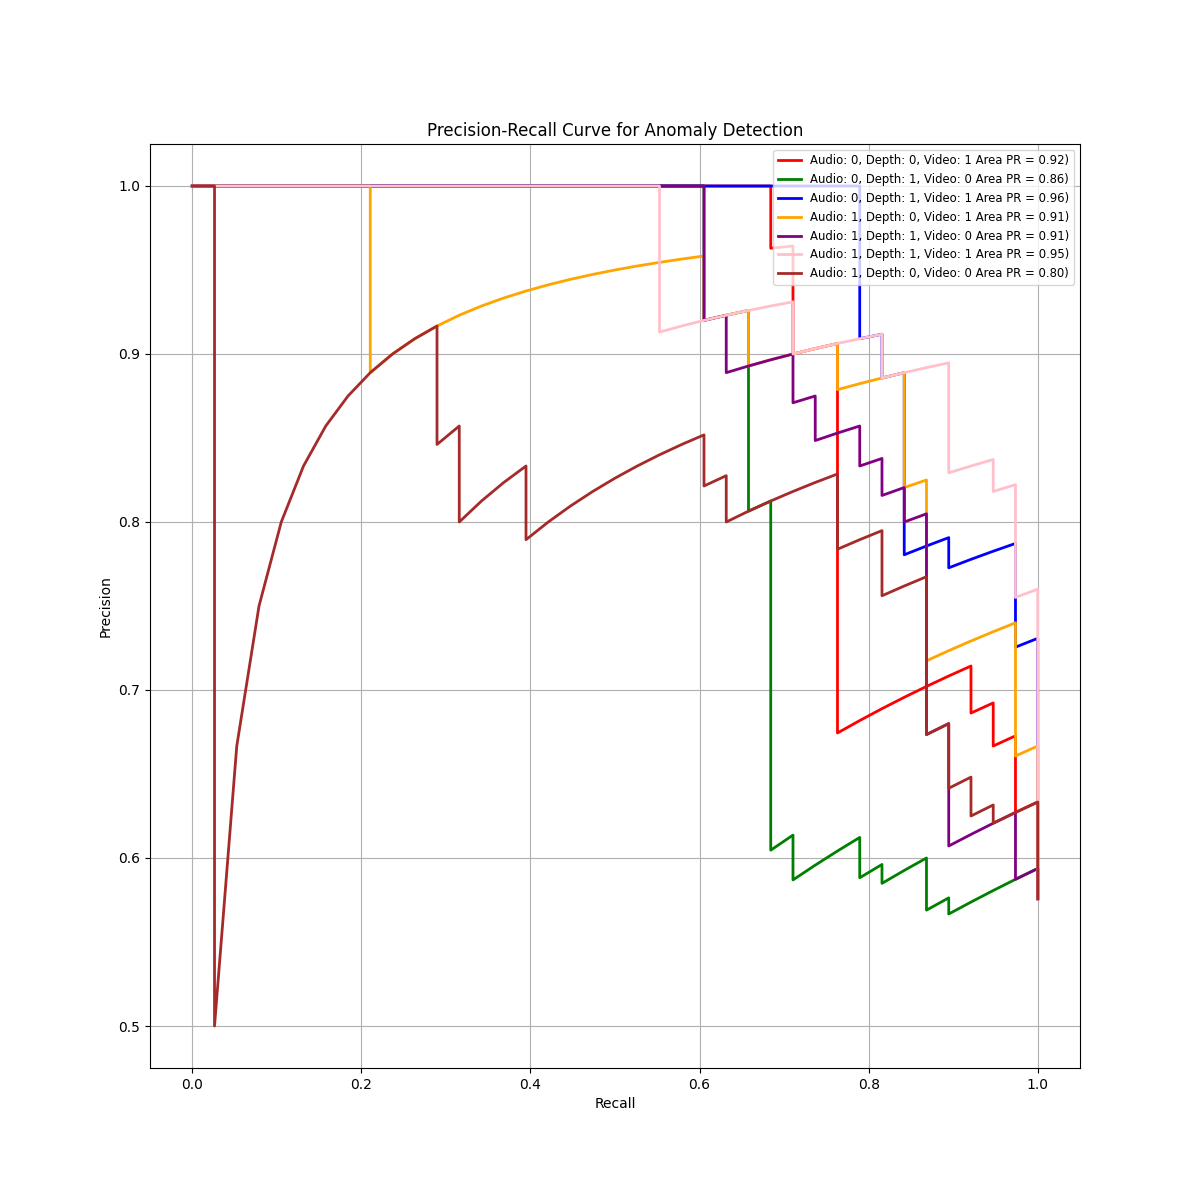 Precision-Recall Curve for Anomaly Detection
Audio: 0, Depth: 0, Video: 1 Area PR = 0.92)
Audio: 0, Depth: 1, Video: 0 Area PR = 0.86)
Audio: 0, Depth: 1, Video: 1 Area PR = 0.96)
Audio: 1, Depth: 0, Video: 1 Area PR = 0.91)
Audio: 1, Depth: 1, Video: 0 Area PR = 0.91)
Audio: 1, Depth: 1, Video: 1 Area PR = 0.95)
Audio: 1, Depth: 0, Video: 0 Area PR = 0.80)
1.0
0.9
0.8
0.7
0.6
0.5
Precision
0.0 0.2 0.4 0.6 0.8 1.0
Recall